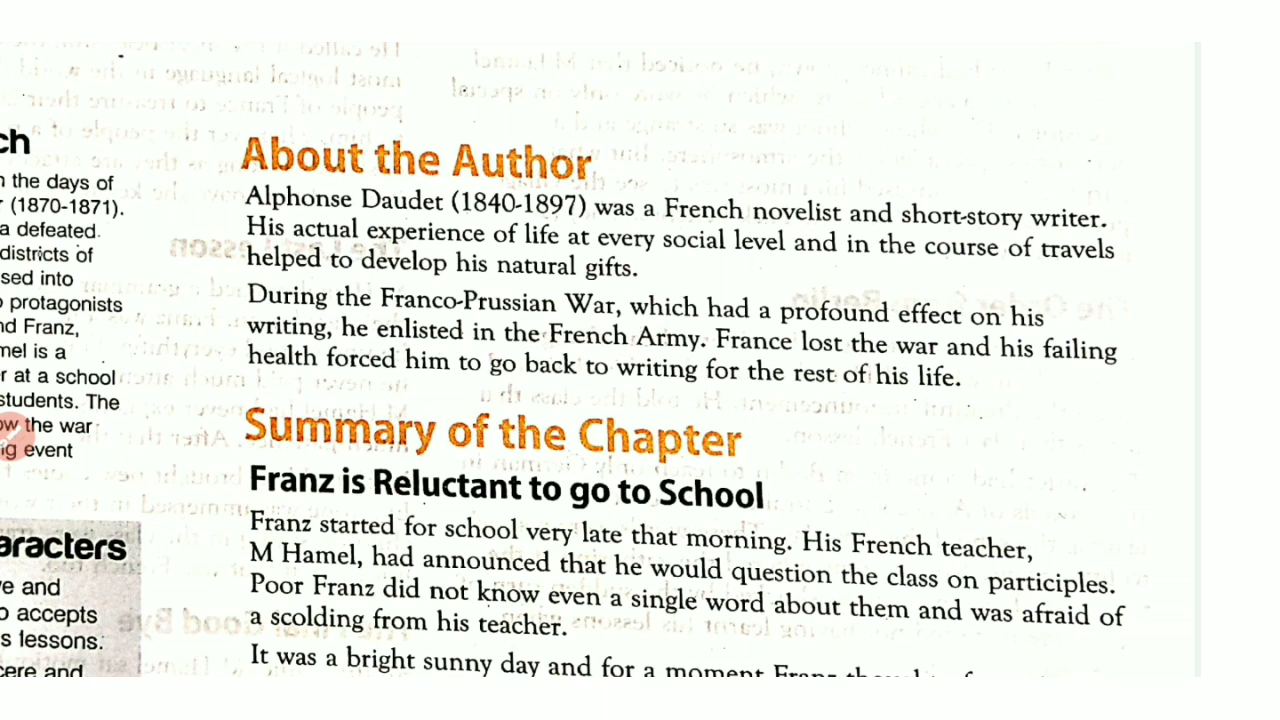 ch
n the days of
r (1870-1871).
a defeated.
districts of
sed into
protagonists
nd Franz,
mel is a
r at a school
students. The
ow the war
ig event
aracters
ve and
o accepts
s lessons.
cere and
About the Author
Alphonse Daudet (1840-1897) was a French novelist and short-story writer.
His actual experience of life at every social level and in the course of travels
helped to develop his natural gifts.
During the Franco-Prussian War, which had a profound effect on his
writing, he enlisted in the French Army. France lost the war and his failing
health forced him to go back to writing for the rest of his life.
Summary of the Chapter
Franz is Reluctant to go to School
Franz started for school very late that morning. His French teacher,
M Hamel, had announced that he would question the class on participles.
Poor Franz did not know even a single word about them and was afraid of
a scolding from his teacher.
It was a bright sunny day and for a moment Franz